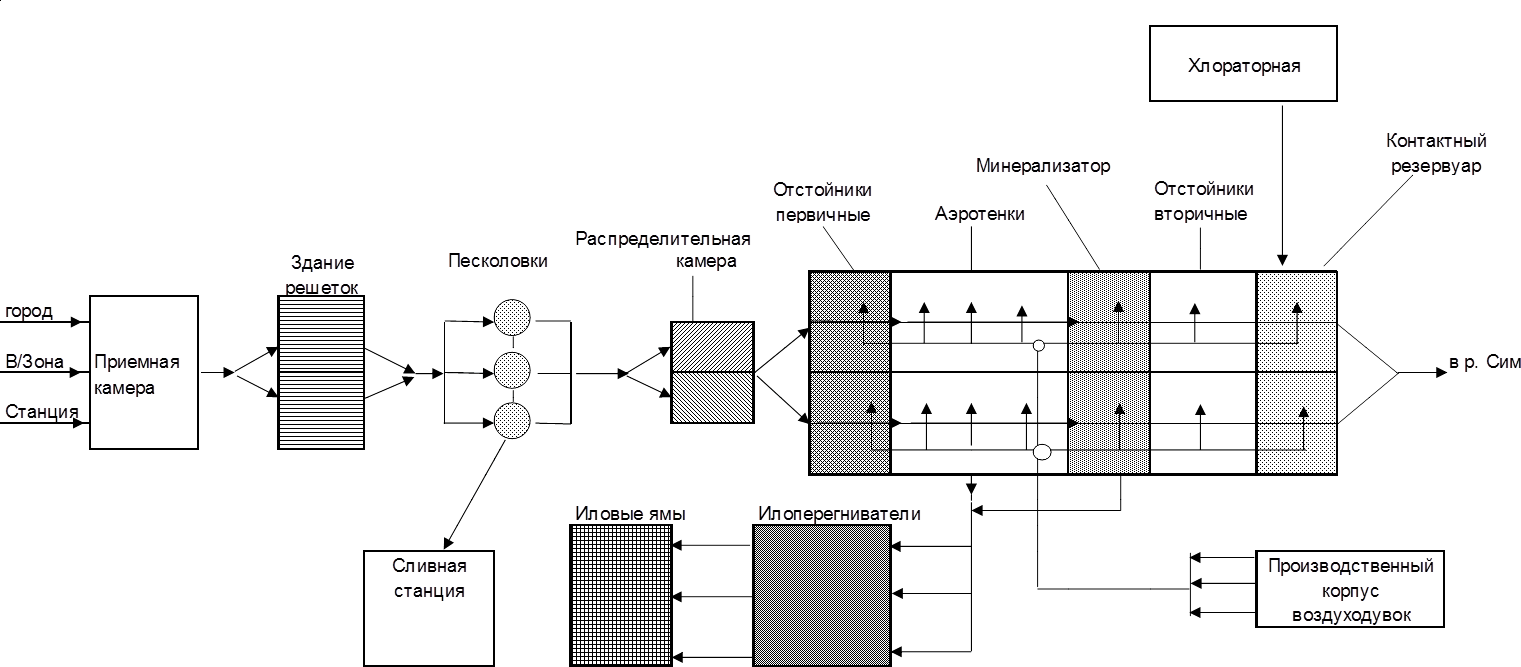 Хлораторная
Контактный
резервуар
Минерализатор
Отстойники
первичные
Аэротенки
Отстойники
вторичные
Распределительная
камера
Песколовки
Здание
решеток
город
В/Зона
Станция
Приемная
камера
в р. Сим
Иловые ямы
Илоперегниватели
Сливная
станция
Производственный
корпус
воздуходувок